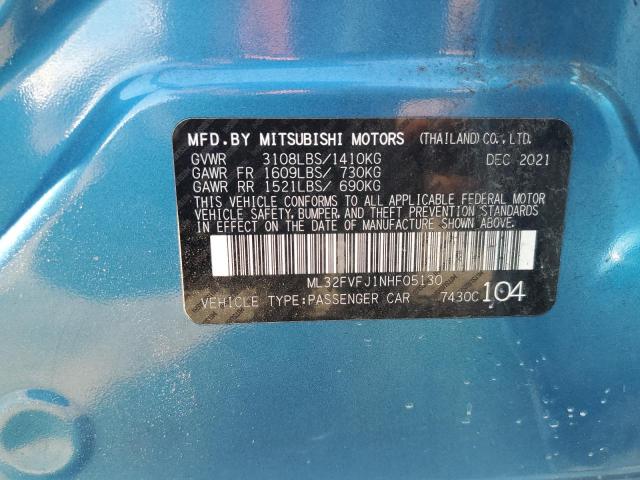 MFD.BY MITSUBISHI MOTORS (THAILAND) CO.,LTD.
GVWR 3108LBS/1410KG DEC 2021
GAWR FR 1609LBS/ 730KG
GAWR RR 1521LBS/ 690KG
THIS VEHICLE CONFORMS TO ALL APPLICABLE FEDERAL MOTOR
VEHICLE SAFETY, BUMPER, AND THEFT PREVENTION STANDARDS
IN EFFECT ON THE DATE OF MANUFACTURE SHOWN ABOVE.
ML32FVFJ1NHF05130
VEHICLE TYPE:PASSENGER CAR 7430C 104